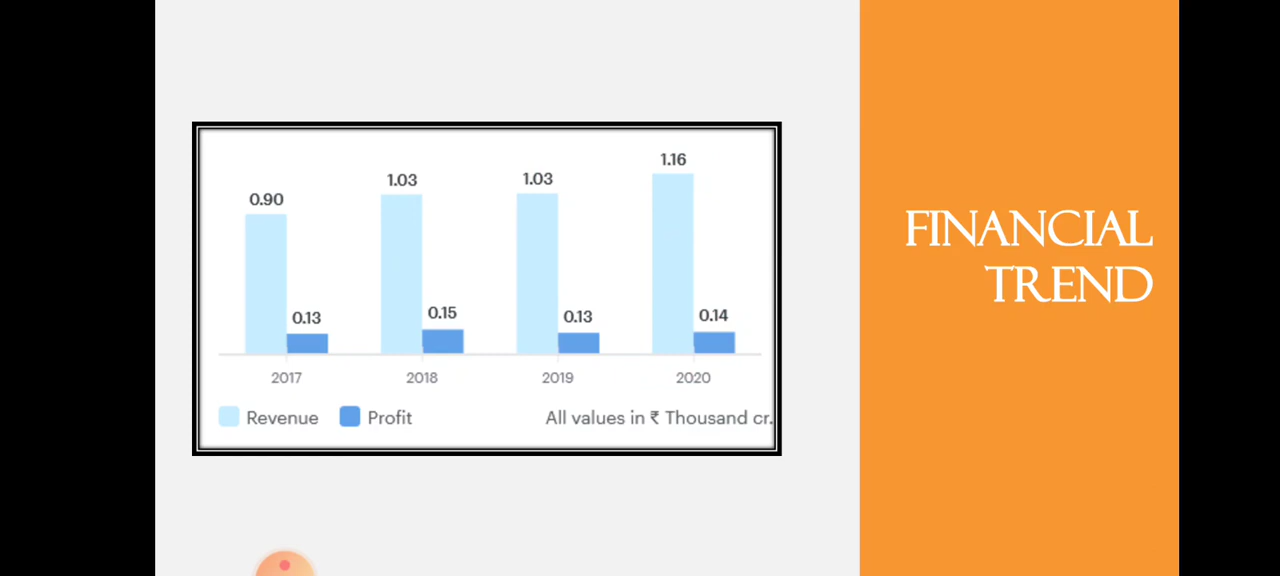 FINANCIAL
TREND
0.90
0.13
1.03
0.15
1.03
0.13
1.16
0.14
2017
2018
2019
2020
Revenue
Profit
All values in ₹ Thousand cr.